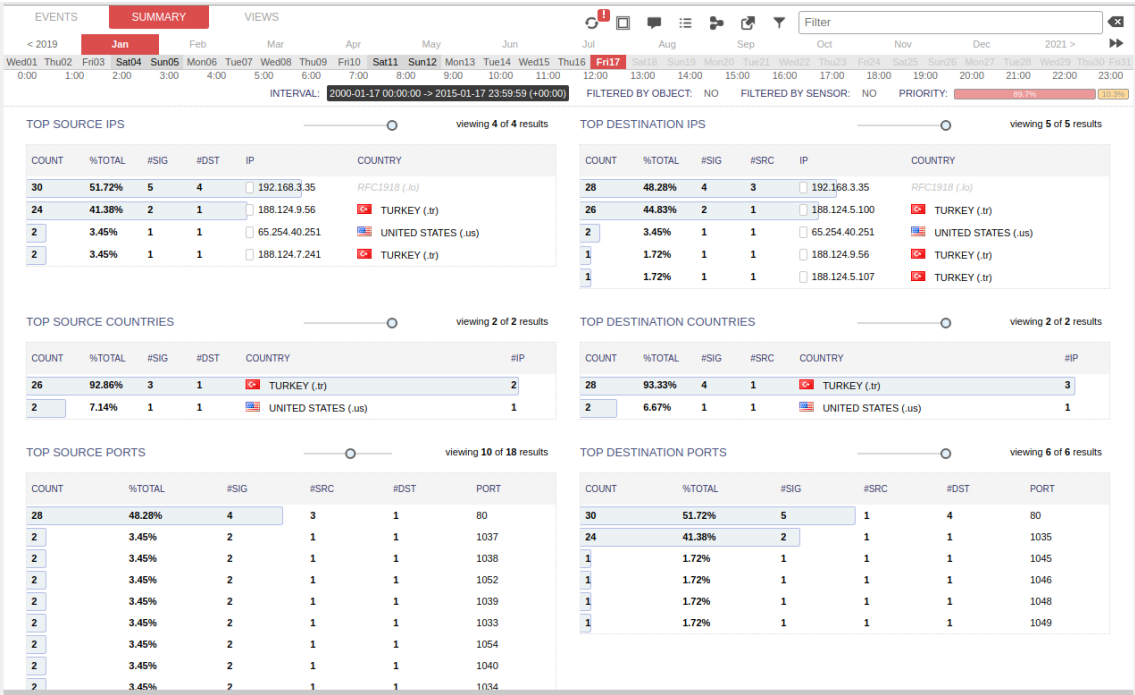 EVENTS SUMMARY VIEWS ! Filter
< 2019 Jan Feb Mar Apr May Jun Jul Aug Sep Oct Nov Dec 2021 >
Wed01 Thu02 Fri03 Sat04 Sun05 Mon06 Tue07 Wed08 Thu09 Fri10 Sat11 Sun12 Mon13 Tue14 Wed15 Thu16 Fri17 Sat18 Sun19 Mon20 Tue21 Wed22 Thu23 Fri24 Sat25 Sun26 Mon27 Tue28 Wed29 Thu30 Fri31
0:00 1:00 2:00 3:00 4:00 5:00 6:00 7:00 8:00 9:00 10:00 11:00 12:00 13:00 14:00 15:00 16:00 17:00 18:00 19:00 20:00 21:00 22:00 23:00
INTERVAL: 2000-01-17 00:00:00 -> 2015-01-17 23:59:59 (+00:00) FILTERED BY OBJECT: NO FILTERED BY SENSOR: NO PRIORITY: 89.7% 10.3%
TOP SOURCE IPS viewing 4 of 4 results
COUNT %TOTAL #SIG #DST IP COUNTRY
30 51.72% 5 4 192.168.3.35 RFC1918 (.lo)
24 41.38% 2 1 188.124.9.56 TURKEY (.tr)
2 3.45% 1 1 65.254.40.251 UNITED STATES (.us)
2 3.45% 1 1 188.124.7.241 TURKEY (.tr)
TOP DESTINATION IPS viewing 5 of 5 results
COUNT %TOTAL #SIG #SRC IP COUNTRY
28 48.28% 4 3 192.168.3.35 RFC1918 (.lo)
26 44.83% 2 1 188.124.5.100 TURKEY (.tr)
2 3.45% 1 1 65.254.40.251 UNITED STATES (.us)
1 1.72% 1 1 188.124.9.56 TURKEY (.tr)
1 1.72% 1 1 188.124.5.107 TURKEY (.tr)
TOP SOURCE COUNTRIES viewing 2 of 2 results
COUNT %TOTAL #SIG #DST COUNTRY #IP
26 92.86% 3 1 TURKEY (.tr) 2
2 7.14% 1 1 UNITED STATES (.us) 1
TOP DESTINATION COUNTRIES viewing 2 of 2 results
COUNT %TOTAL #SIG #SRC COUNTRY #IP
28 93.33% 4 1 TURKEY (.tr) 3
2 6.67% 1 1 UNITED STATES (.us) 1
TOP SOURCE PORTS viewing 10 of 18 results
COUNT %TOTAL #SIG #SRC #DST PORT
28 48.28% 4 3 1 80
2 3.45% 2 1 1 1037
2 3.45% 2 1 1 1038
2 3.45% 2 1 1 1052
2 3.45% 2 1 1 1039
2 3.45% 2 1 1 1033
2 3.45% 2 1 1 1054
2 3.45% 2 1 1 1040
2 3.45% 2 1 1 1034
TOP DESTINATION PORTS viewing 6 of 6 results
COUNT %TOTAL #SIG #SRC #DST PORT
30 51.72% 5 1 4 80
24 41.38% 2 1 1 1035
1 1.72% 1 1 1 1045
1 1.72% 1 1 1 1046
1 1.72% 1 1 1 1048
1 1.72% 1 1 1 1049